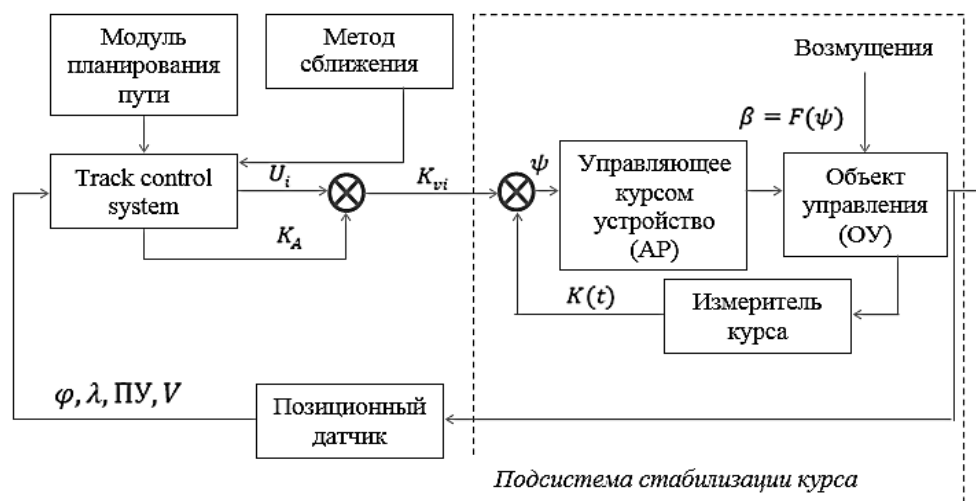 Модуль
планирования
пути
Метод
сближения
Возмущения
β = F(ψ)
Track control
system
U_i
K_A
K_vi
ψ
Управляющее
курсом
устройство
(АР)
Объект
управления
(ОУ)
K(t)
Измеритель
курса
φ, λ, ПУ, V
Позиционный
датчик
Подсистема стабилизации курса